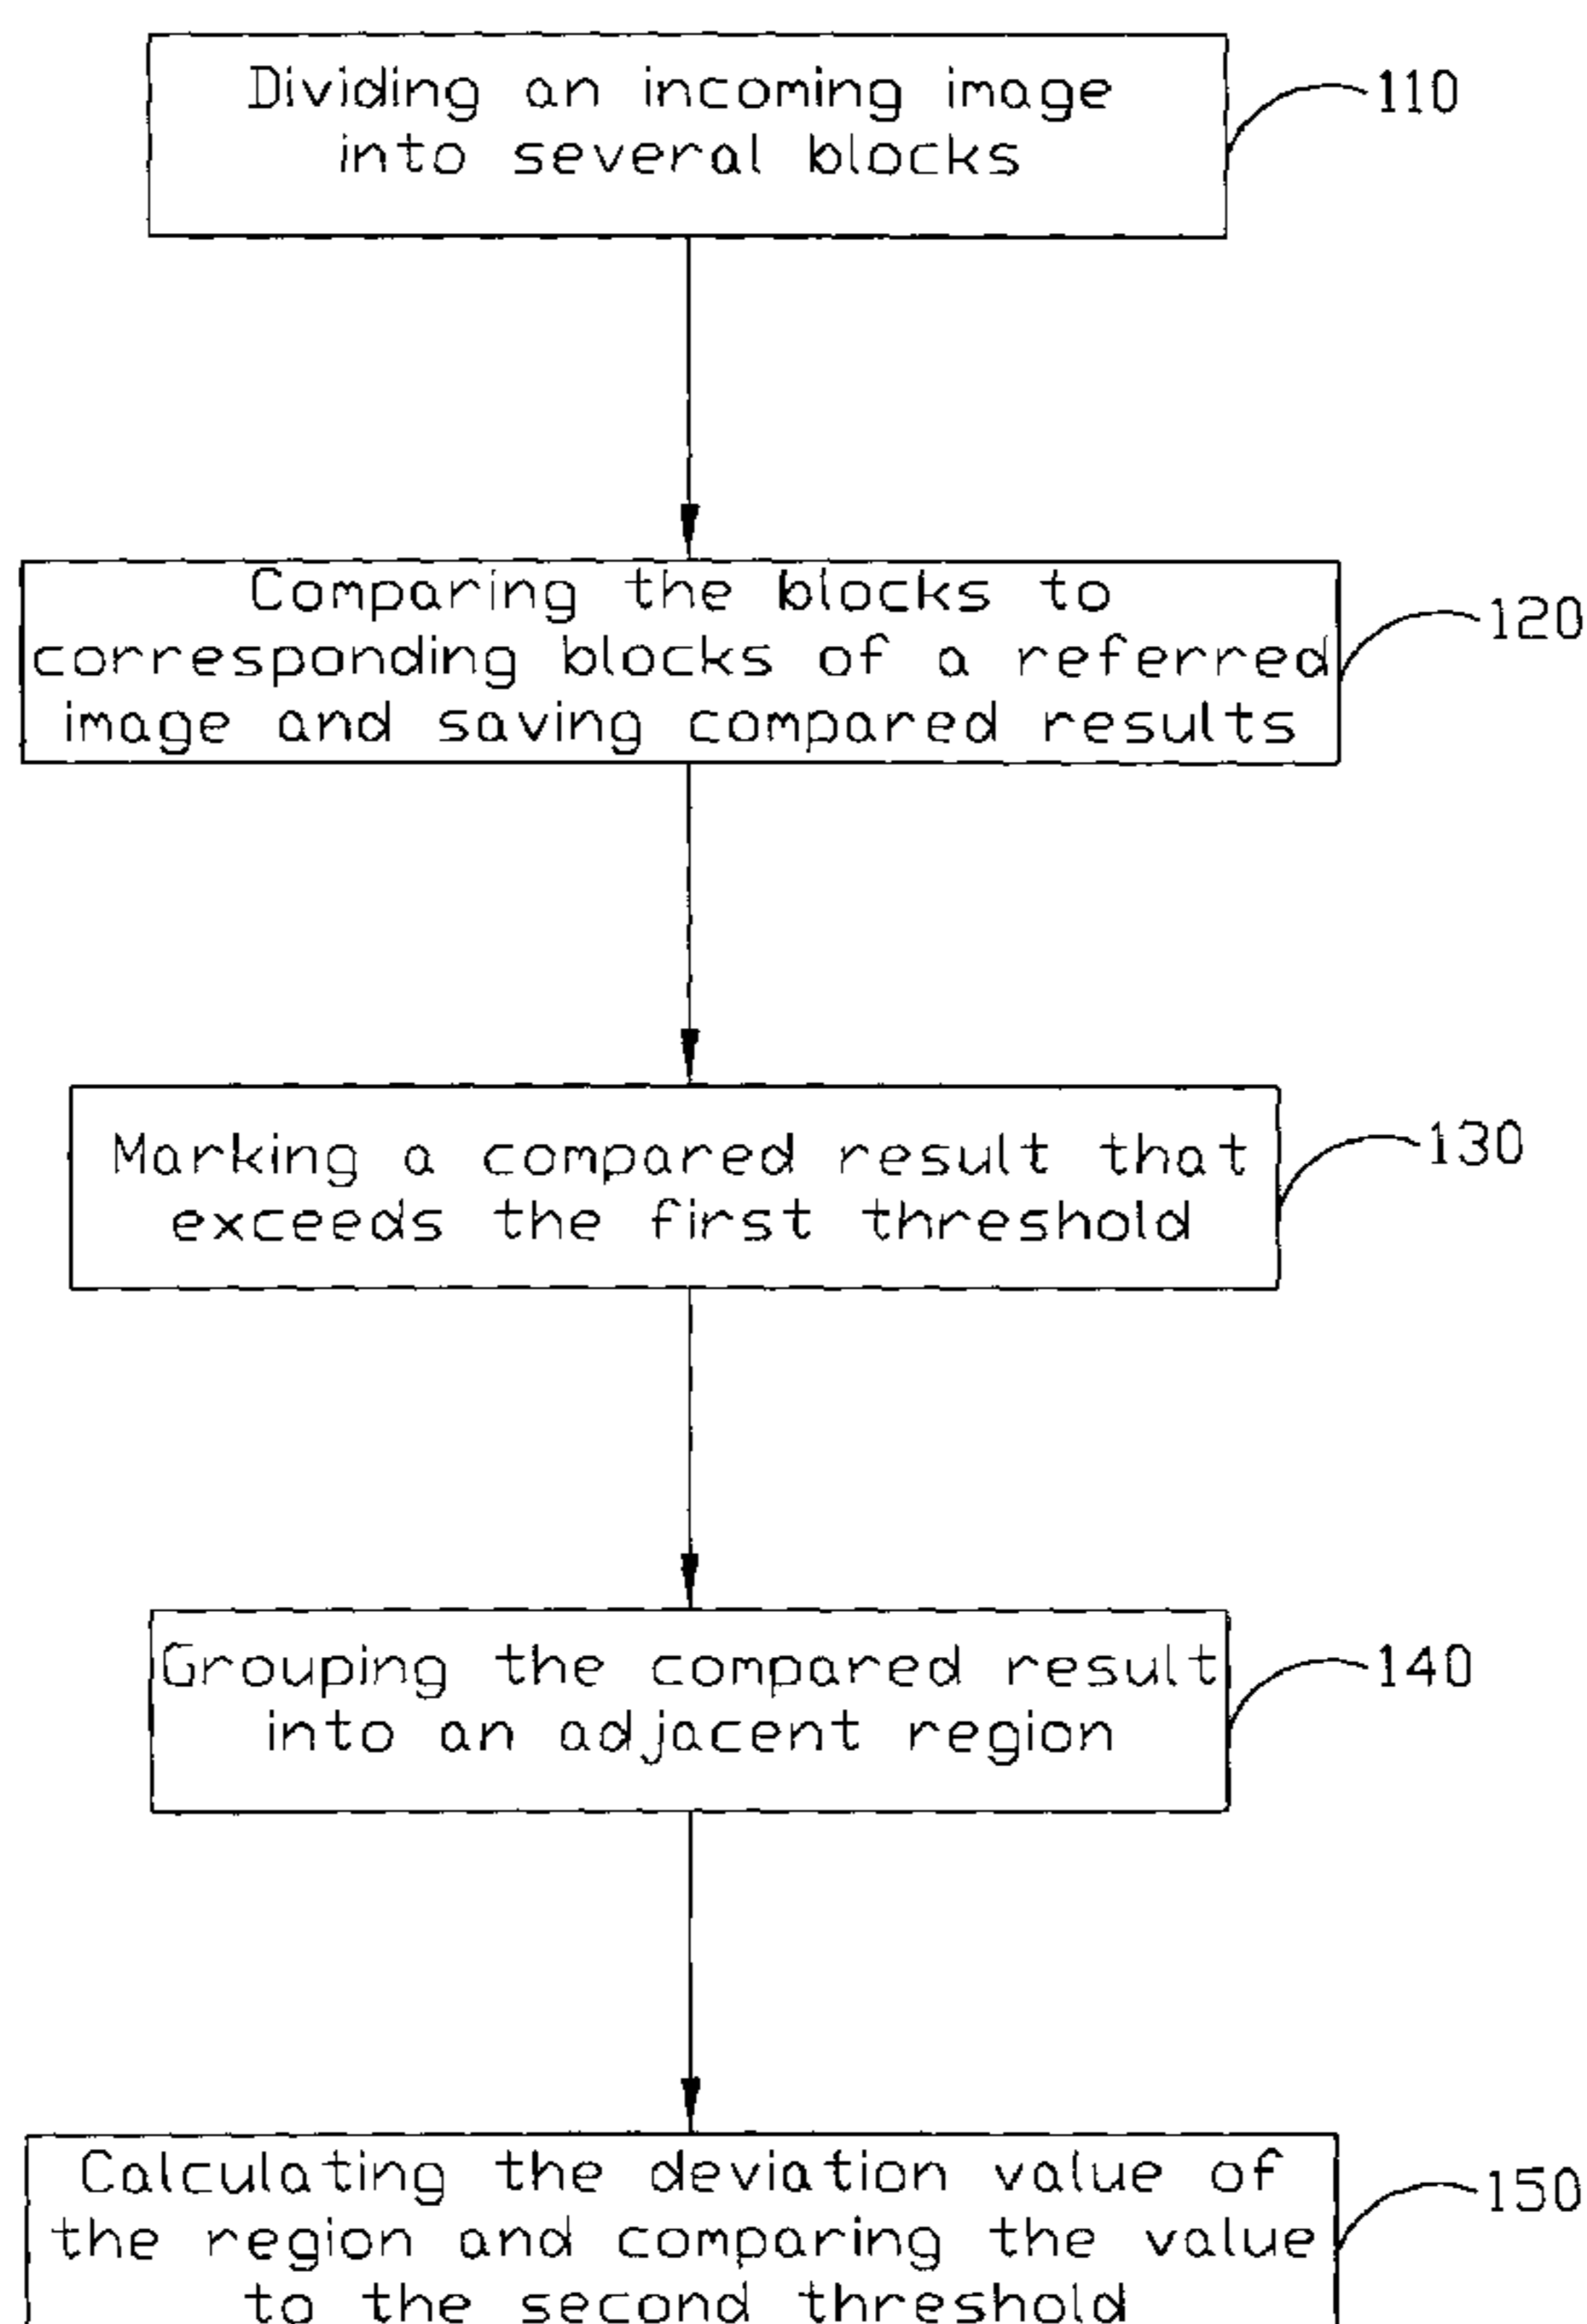 Dividing an incoming image
into several blocks
110
Comparing the blocks to
corresponding blocks of a referred
image and saving compared results
120
Marking a compared result that
exceeds the first threshold
130
Grouping the compared result
into an adjacent region
140
Calculating the deviation value of
the region and comparing the value
to the second threshold
150